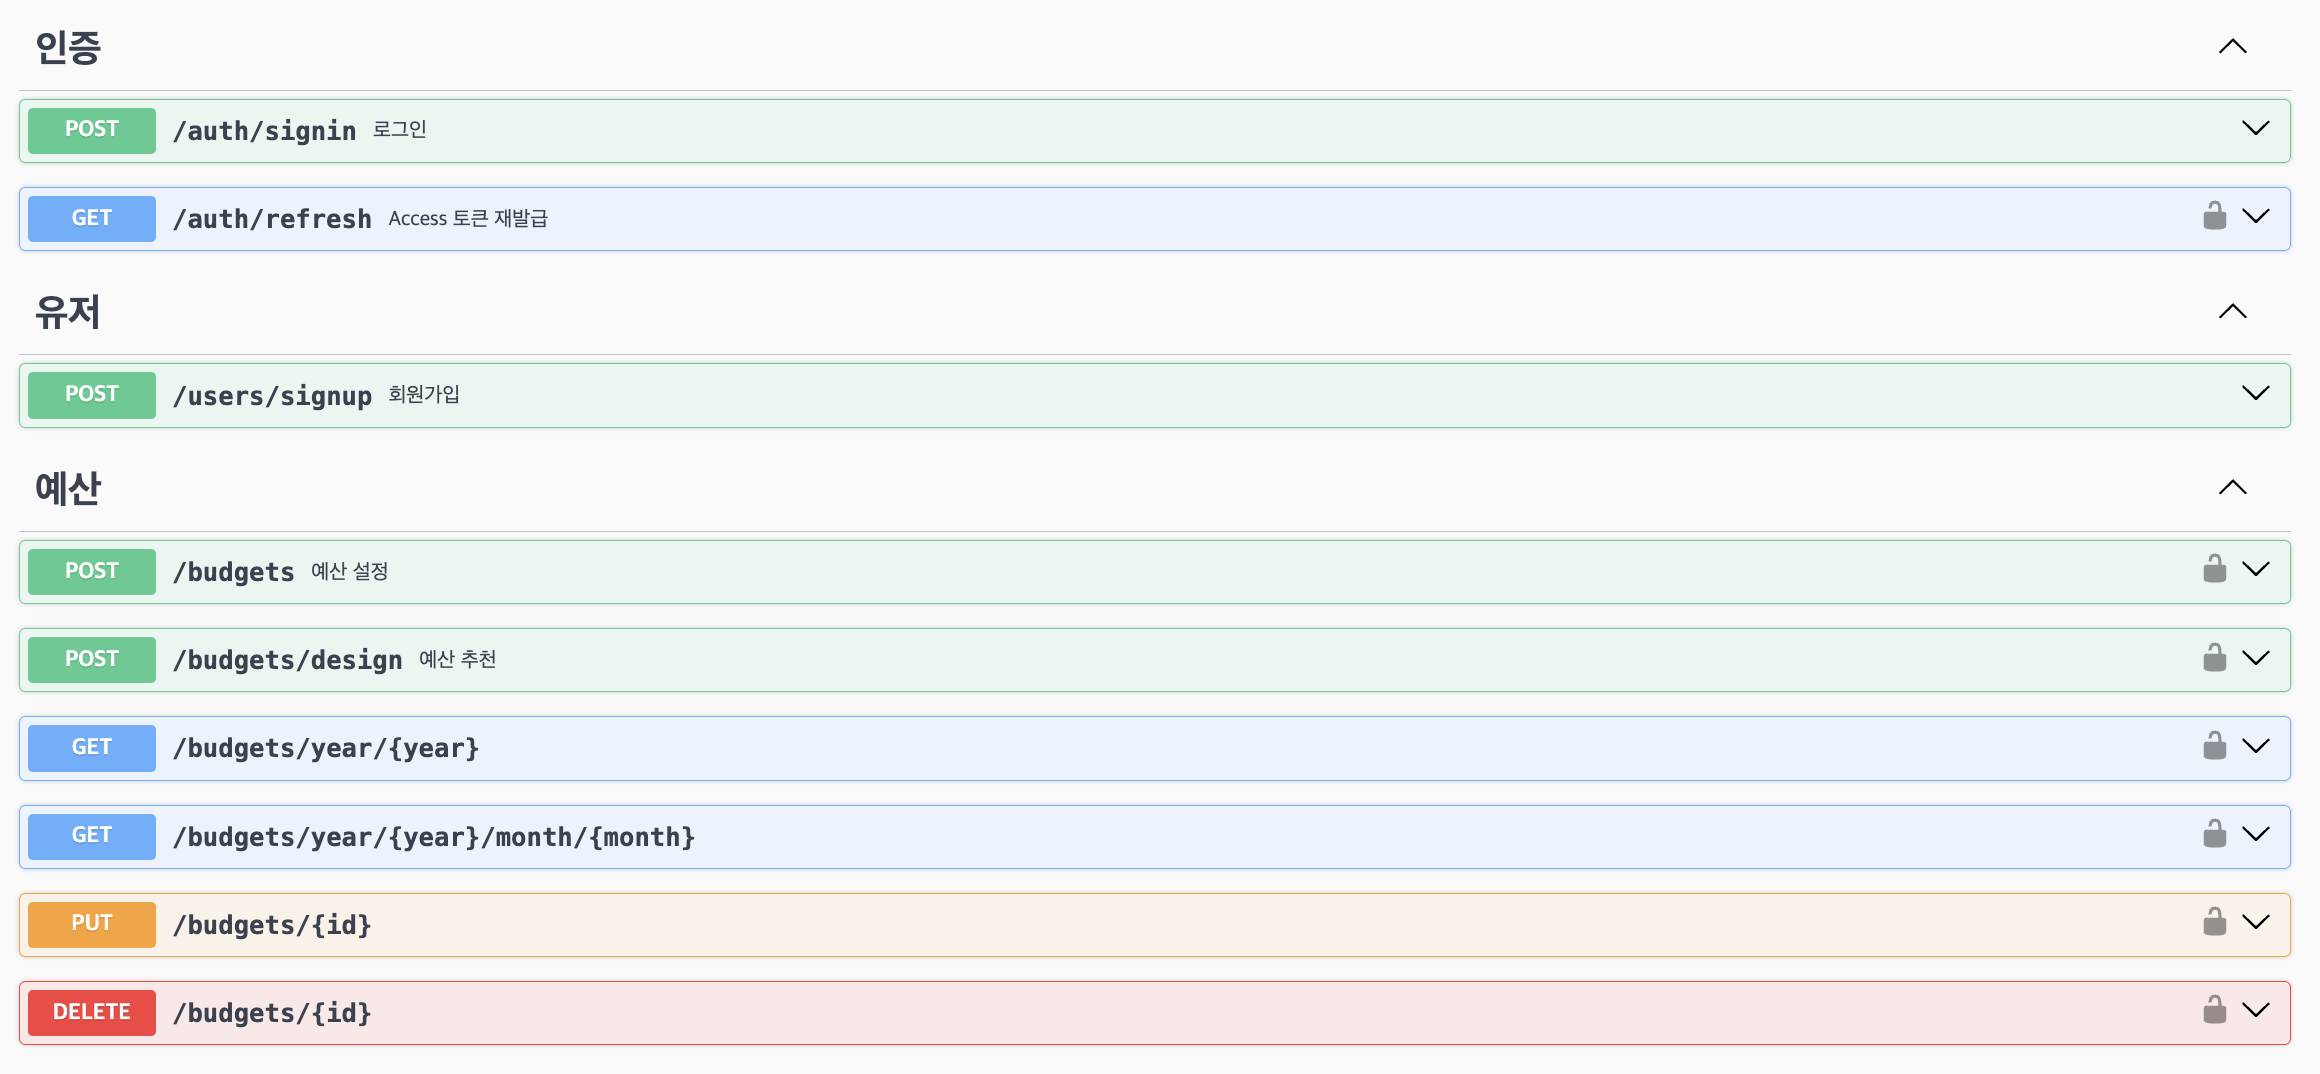 인증
POST /auth/signin 로그인
GET /auth/refresh Access 토큰 재발급
유저
POST /users/signup 회원가입
예산
POST /budgets 예산 설정
POST /budgets/design 예산 추천
GET /budgets/year/{year}
GET /budgets/year/{year}/month/{month}
PUT /budgets/{id}
DELETE /budgets/{id}